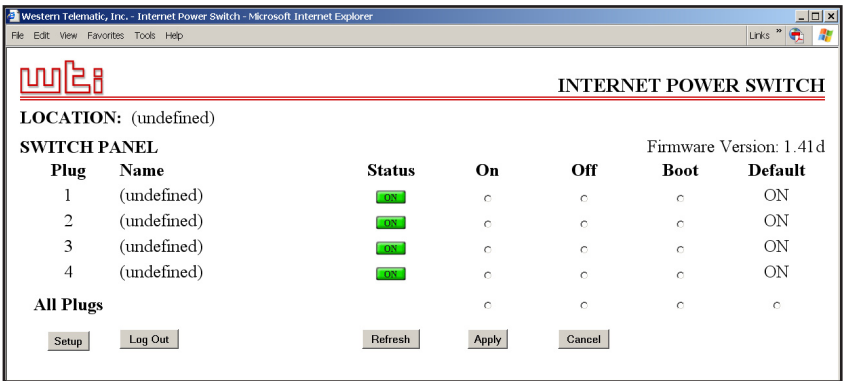 Western Telematic, Inc. - Internet Power Switch - Microsoft Internet Explorer
File Edit View Favorites Tools Help Links »
wti
INTERNET POWER SWITCH
LOCATION: (undefined)
SWITCH PANEL Firmware Version: 1.41d
Plug Name Status On Off Boot Default
1 (undefined) ON ON
2 (undefined) ON ON
3 (undefined) ON ON
4 (undefined) ON ON
All Plugs
Setup Log Out Refresh Apply Cancel